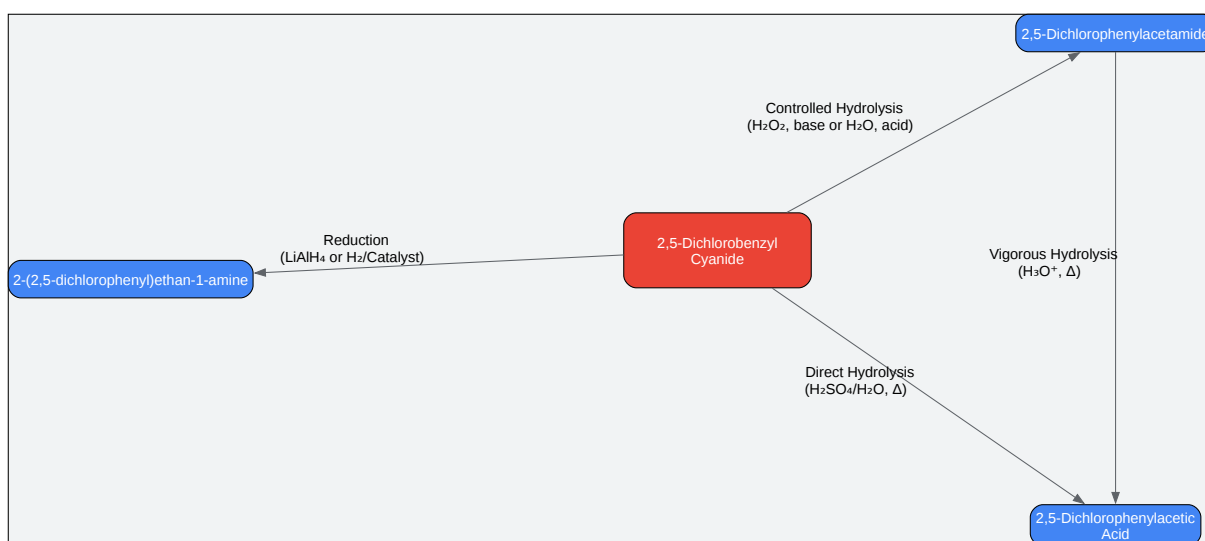 2,5-Dichlorophenylacetamide
Controlled Hydrolysis
(H₂O₂, base or H₂O, acid)
2,5-Dichlorobenzyl
Cyanide
Reduction
(LiAlH₄ or H₂/Catalyst)
2-(2,5-dichlorophenyl)ethan-1-amine
Vigorous Hydrolysis
(H₃O⁺, Δ)
Direct Hydrolysis
(H₂SO₄/H₂O, Δ)
2,5-Dichlorophenylacetic
Acid